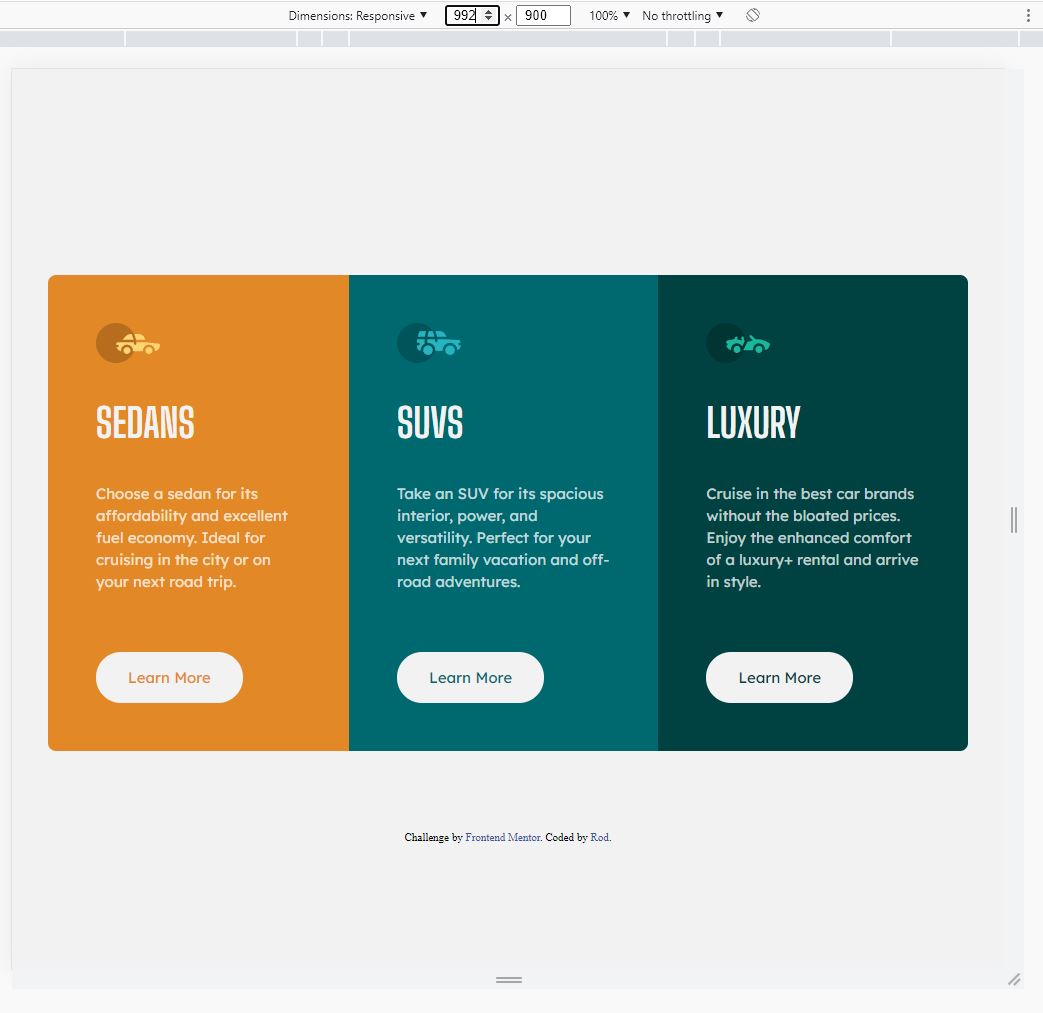 Dimensions: Responsive ▼ 992 × 900 100% ▼ No throttling ▼
SEDANS
Choose a sedan for its
affordability and excellent
fuel economy. Ideal for
cruising in the city or on
your next road trip.
Learn More
SUVS
Take an SUV for its spacious
interior, power, and
versatility. Perfect for your
next family vacation and off-
road adventures.
Learn More
LUXURY
Cruise in the best car brands
without the bloated prices.
Enjoy the enhanced comfort
of a luxury+ rental and arrive
in style.
Learn More
Challenge by Frontend Mentor. Coded by Rod.